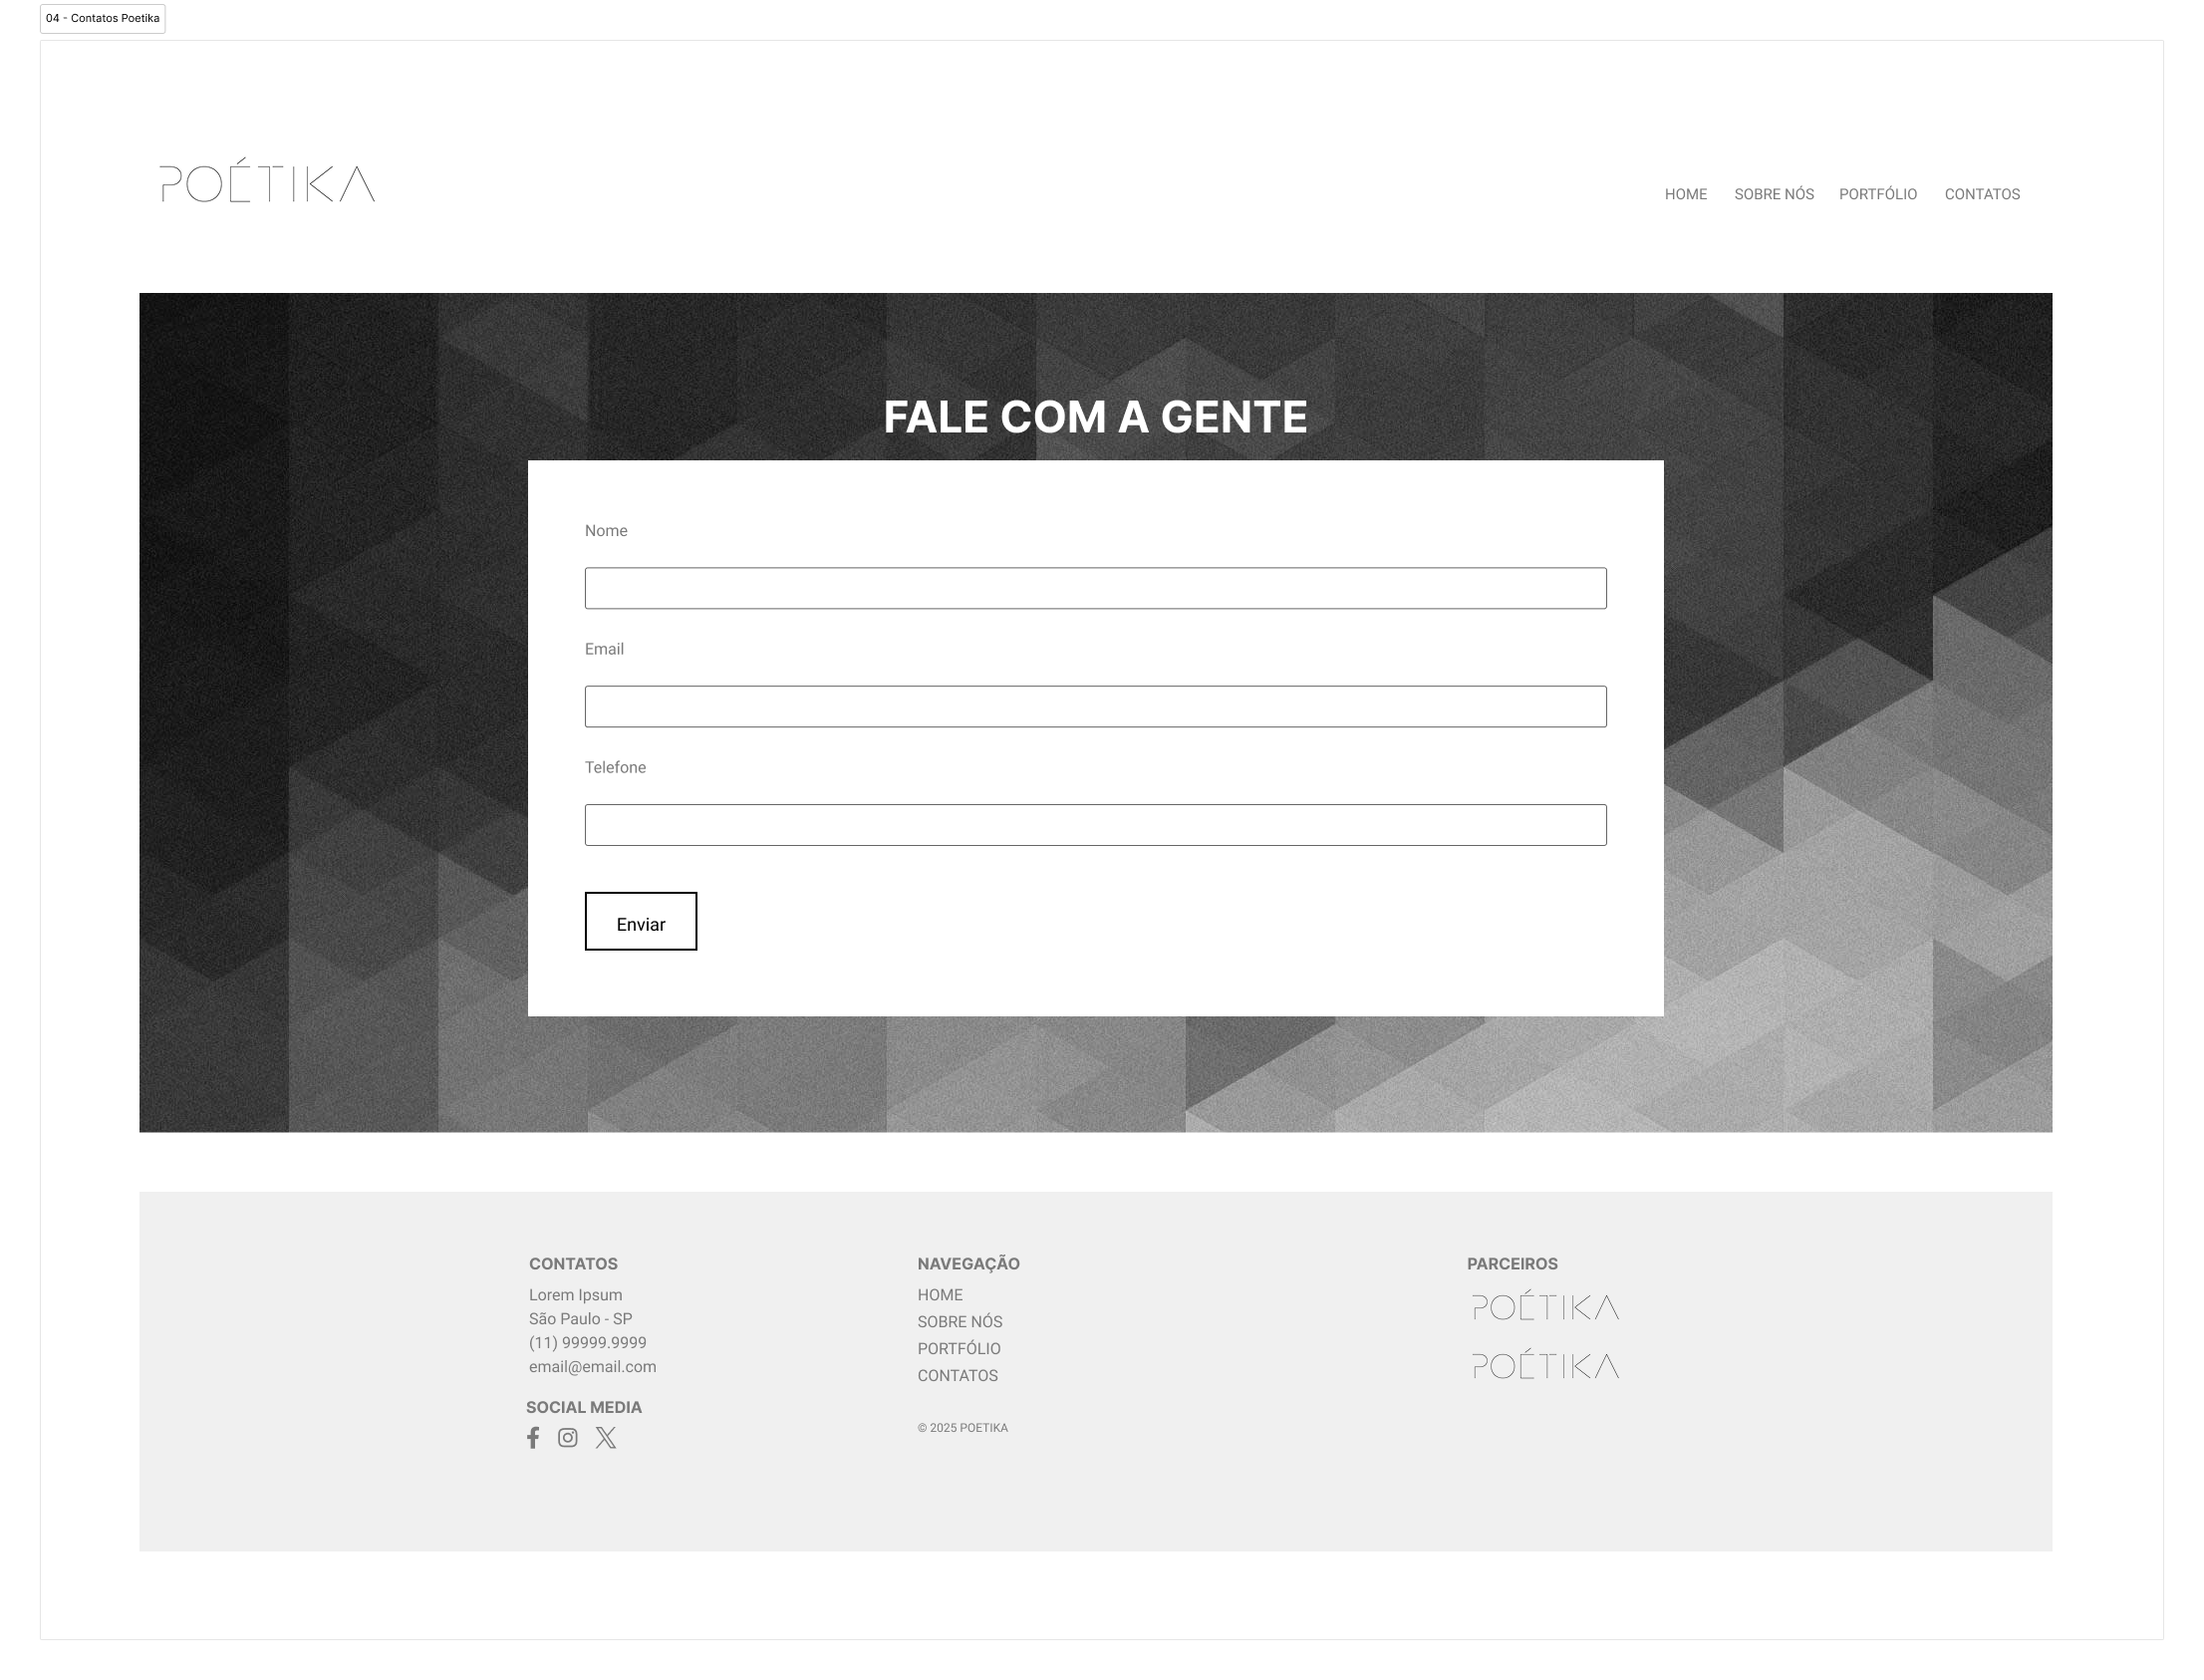 04 - Contatos Poetika
POÉTIKA
HOME SOBRE NÓS PORTFÓLIO CONTATOS
FALE COM A GENTE
Nome
Email
Telefone
Enviar
CONTATOS
Lorem Ipsum
São Paulo - SP
(11) 99999.9999
email@email.com
SOCIAL MEDIA
NAVEGAÇÃO
HOME
SOBRE NÓS
PORTFÓLIO
CONTATOS
© 2025 POETIKA
PARCEIROS
POÉTIKA
POÉTIKA